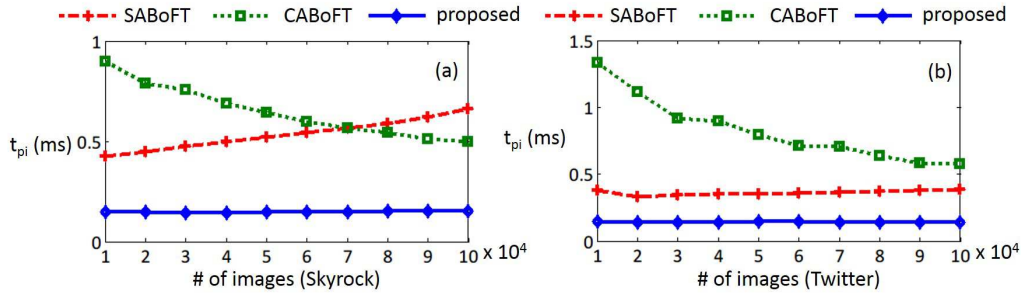 SABoFT CABoFT proposed
SABoFT CABoFT proposed
(a)
1
0.5
0
t_pi (ms)
1 2 3 4 5 6 7 8 9 10 x 10^4
# of images (Skyrock)
(b)
1.5
1
0.5
0
t_pi (ms)
1 2 3 4 5 6 7 8 9 10 x 10^4
# of images (Twitter)